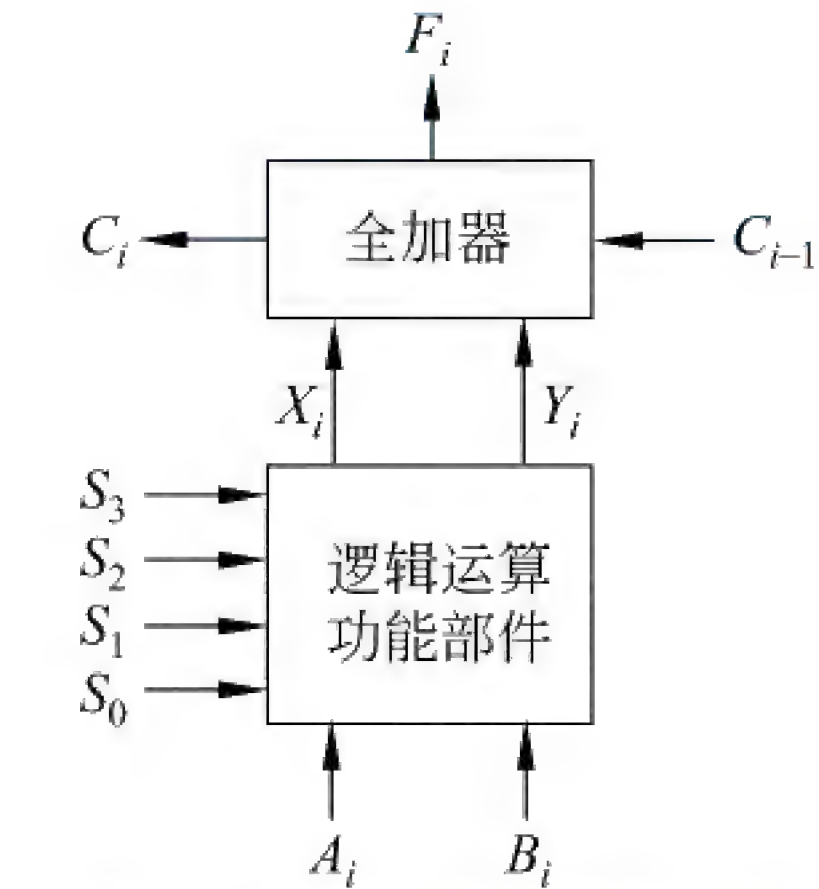 F_i
C_i 全加器 C_{i-1}
X_i Y_i
S_3
S_2
S_1
S_0
逻辑运算
功能部件
A_i B_i